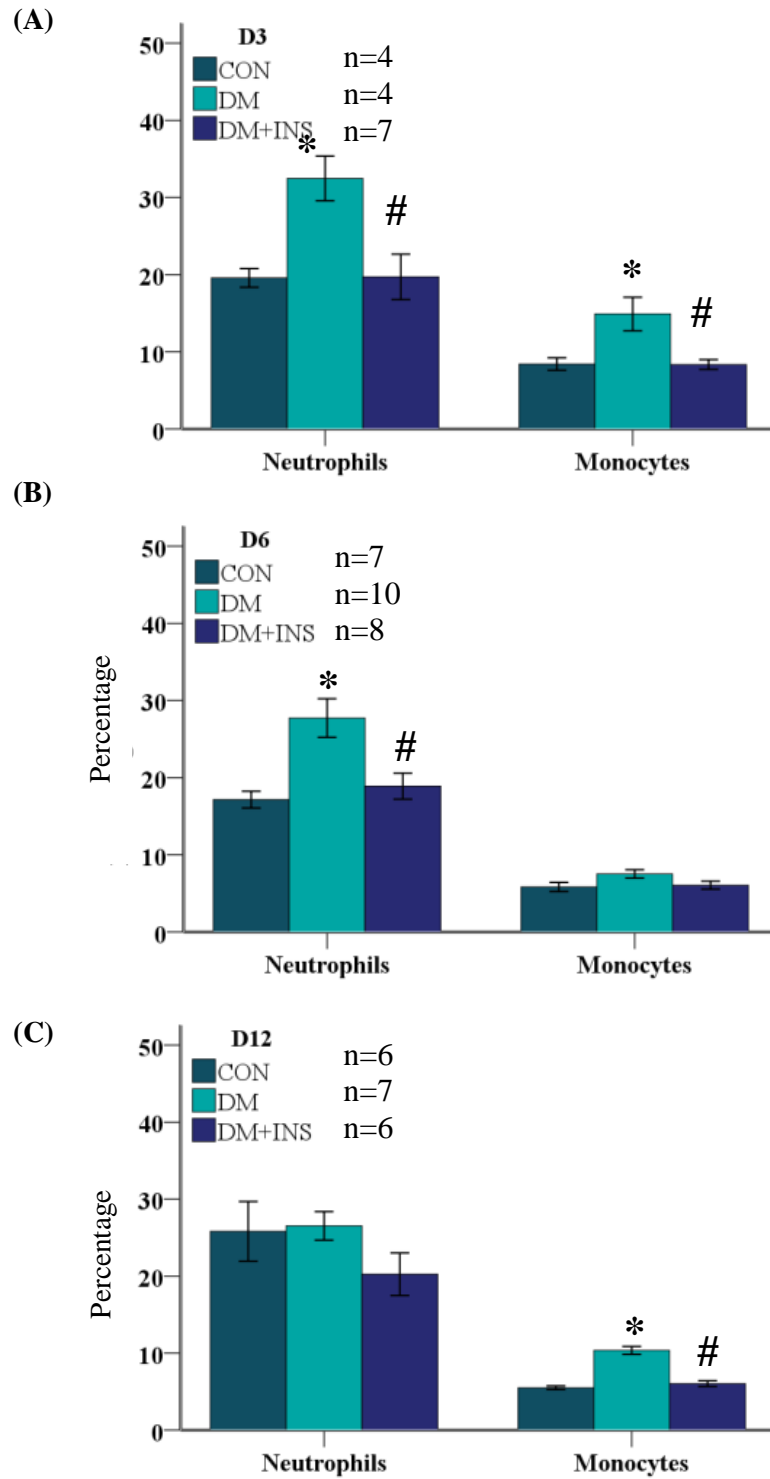 (A)
D3
50
CON n=4
DM n=4
DM+INS n=7
40
*
30
#
20
*
#
10
0
Neutrophils Monocytes
(B)
D6
50
CON n=7
DM n=10
DM+INS n=8
40
*
30
#
20
10
0
Percentage
Neutrophils Monocytes
(C)
D12
50
CON n=6
DM n=7
DM+INS n=6
40
30
20
* #
10
0
Percentage
Neutrophils Monocytes